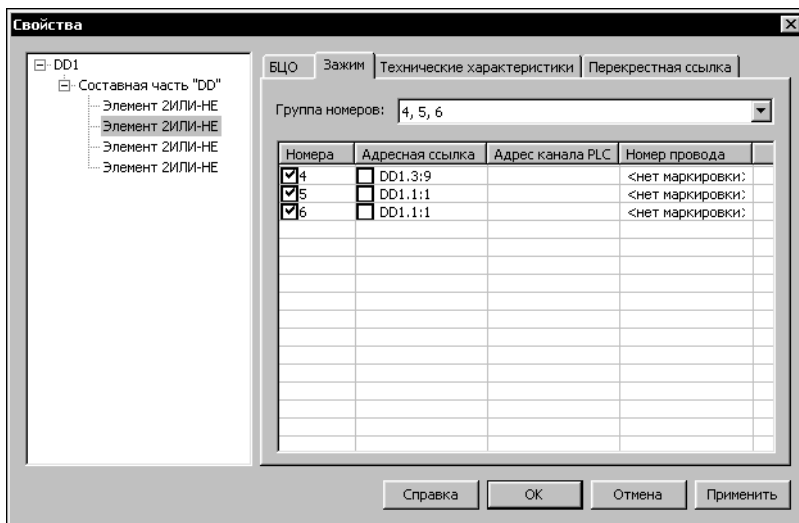 Свойства
DD1
Составная часть "DD"
Элемент 2ИЛИ-НЕ
Элемент 2ИЛИ-НЕ
Элемент 2ИЛИ-НЕ
Элемент 2ИЛИ-НЕ
БЦО Зажим Технические характеристики Перекрестная ссылка
Группа номеров: 4, 5, 6
Номера Адресная ссылка Адрес канала PLC Номер провода
4 DD1.3:9 <нет маркировки>
5 DD1.1:1 <нет маркировки>
6 DD1.1:1 <нет маркировки>
Справка OK Отмена Применить